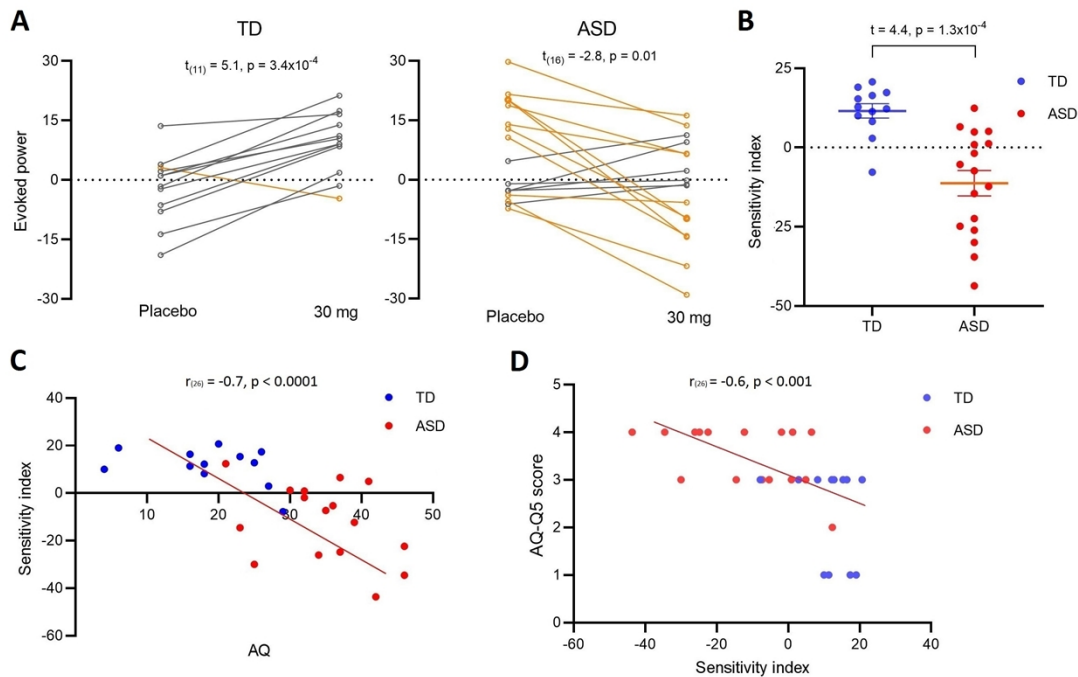 A
TD
t(11) = 5.1, p = 3.4x10-4
Evoked power
30
15
0
-15
-30
Placebo
30 mg
ASD
t(16) = -2.8, p = 0.01
30
15
0
-15
-30
Placebo
30 mg
B
t = 4.4, p = 1.3x10-4
Sensitivity index
25
0
-25
-50
TD
ASD
TD
ASD
C
r(26) = -0.7, p < 0.0001
Sensitivity index
40
20
0
-20
-40
-60
10
20
30
40
50
AQ
TD
ASD
D
r(26) = -0.6, p < 0.001
AQ-Q5 score
5
4
3
2
1
0
-60
-40
-20
0
20
40
Sensitivity index
TD
ASD